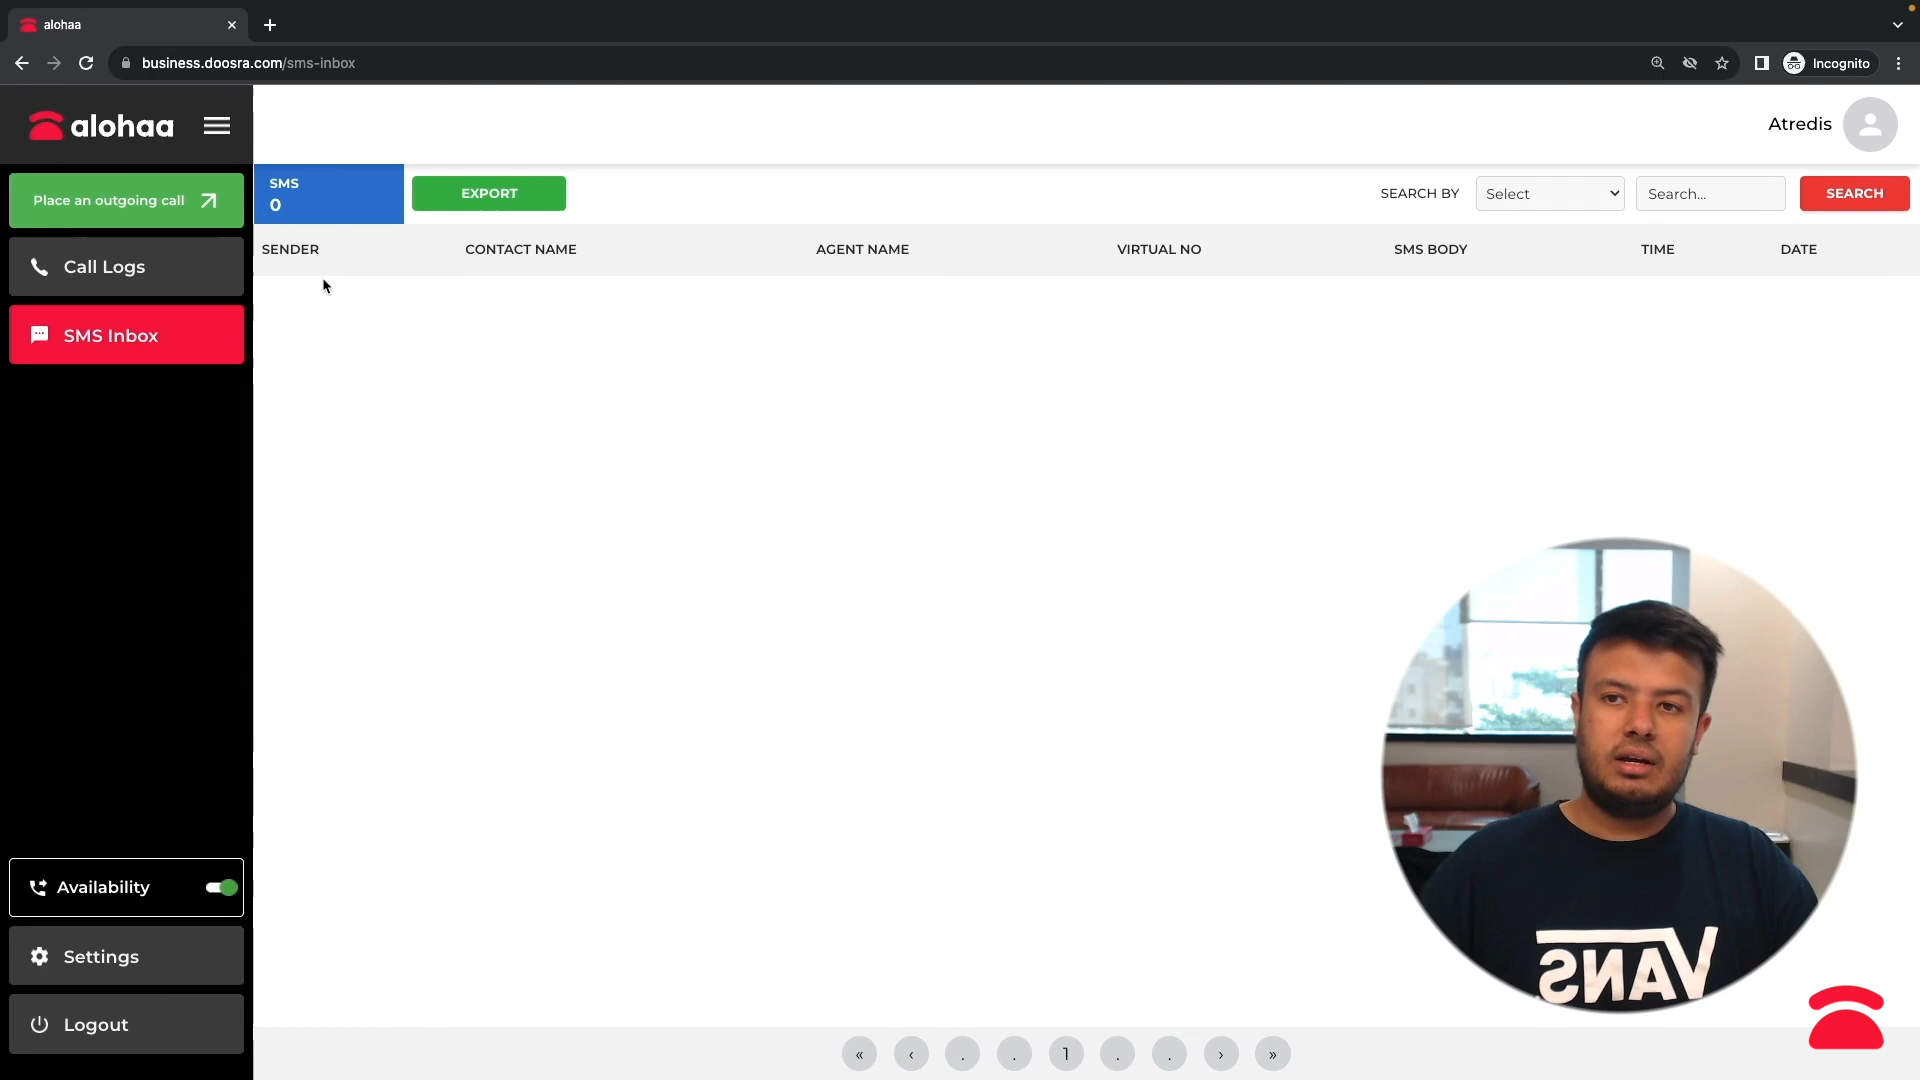 alohaa
business.doosra.com/sms-inbox
Incognito
alohaa
Atredis
Place an outgoing call
SMS
0
EXPORT
SEARCH BY
Select
Search...
SEARCH
SENDER
CONTACT NAME
AGENT NAME
VIRTUAL NO
SMS BODY
TIME
DATE
Call Logs
SMS Inbox
Availability
Settings
Logout
VANS
« ‹ . . 1 . . › »